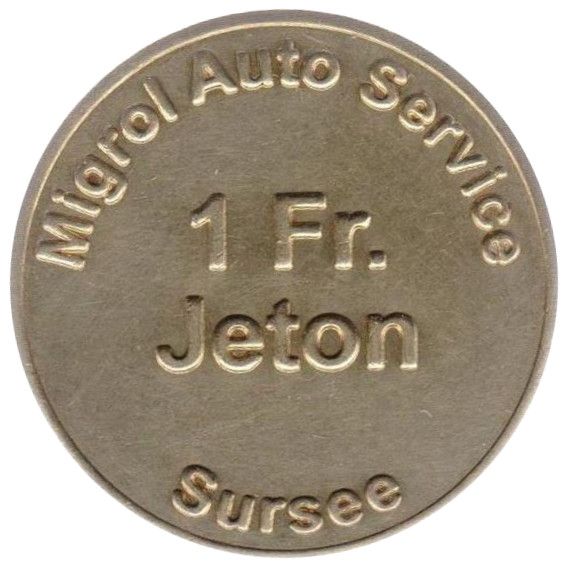 Migrol Auto Service
1 Fr.
Jeton
Sursee